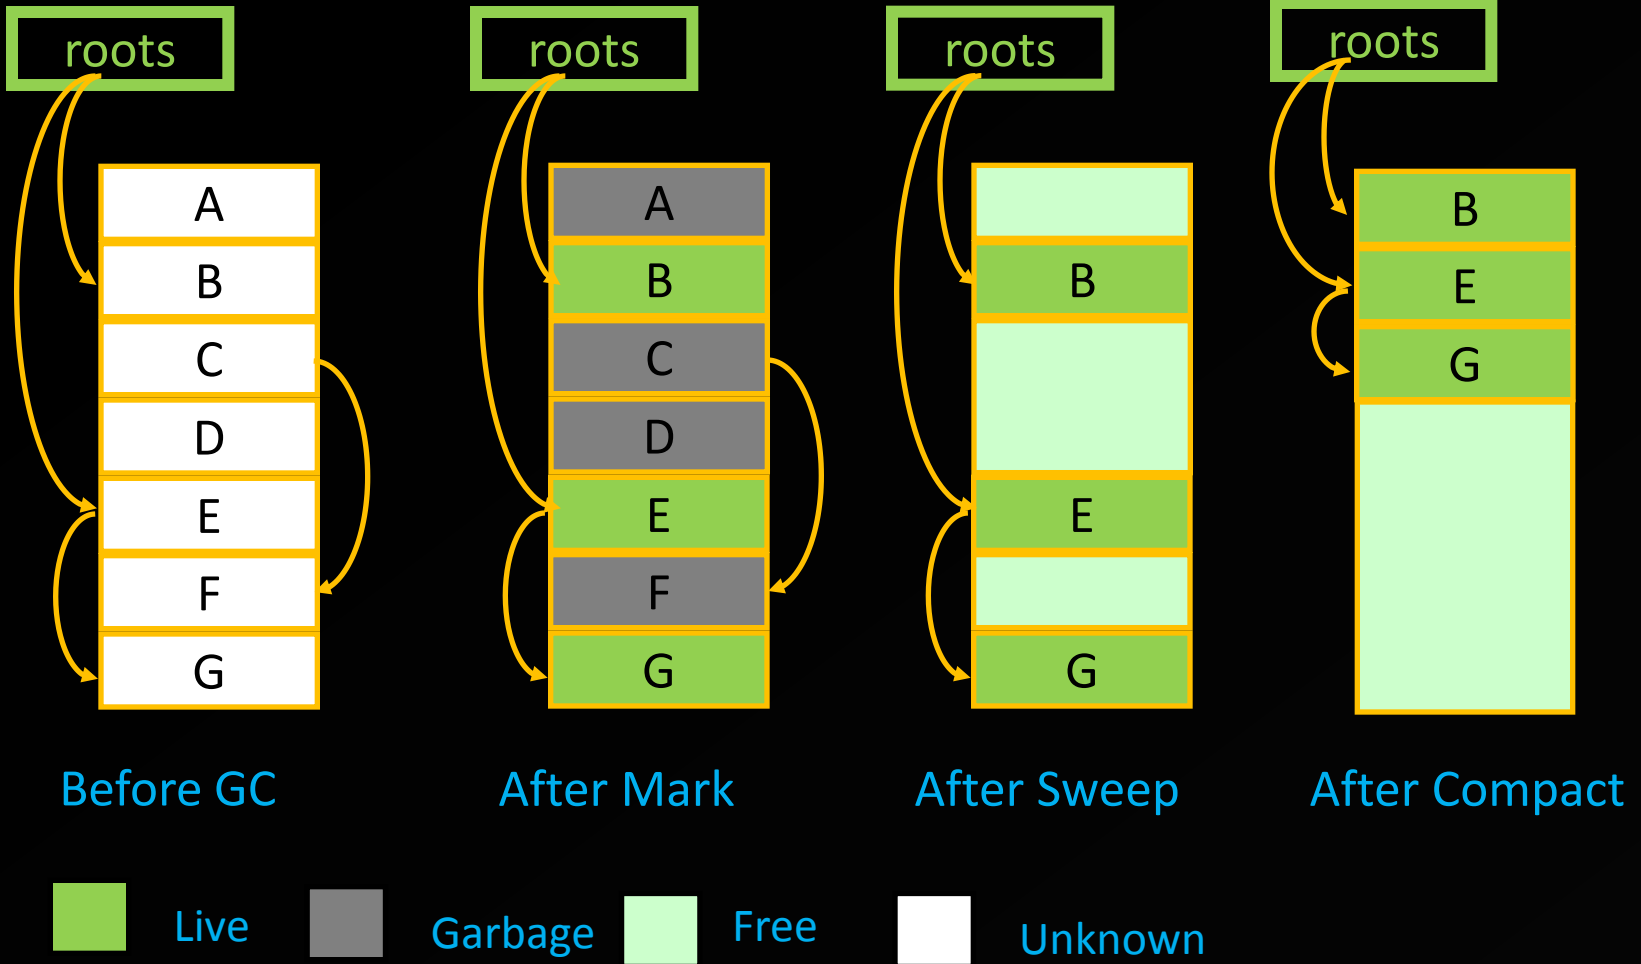 roots
roots
roots
roots
A
B
C
D
E
F
G
A
B
C
D
E
F
G
B
E
G
B
E
G
Before GC
After Mark
After Sweep
After Compact
Live
Garbage
Free
Unknown